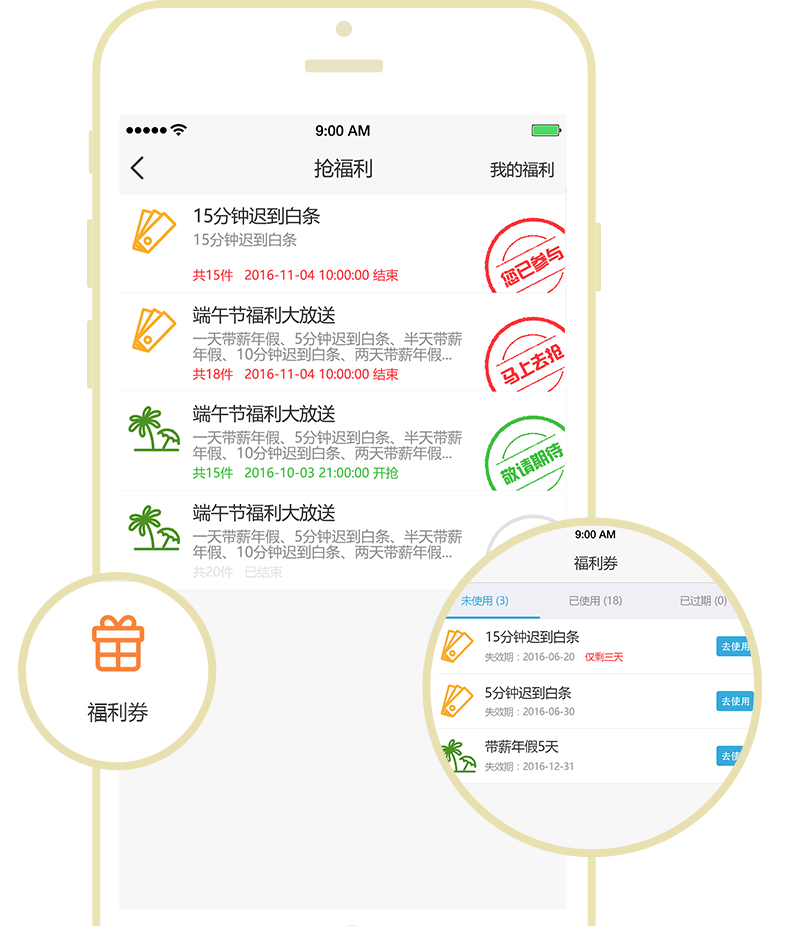 9:00 AM
抢福利
我的福利
15分钟迟到白条
15分钟迟到白条
共15件 2016-11-04 10:00:00 结束
您已参与
端午节福利大放送
一天带薪年假、5分钟迟到白条、半天带薪
年假、10分钟迟到白条、两天带薪年假...
共18件 2016-11-04 10:00:00 结束
马上去抢
端午节福利大放送
一天带薪年假、5分钟迟到白条、半天带薪
年假、10分钟迟到白条、两天带薪年假...
共15件 2016-10-03 21:00:00 开抢
敬请期待
端午节福利大放送
一天带薪年假、5分钟迟到白条、半天带薪
年假、10分钟迟到白条、两天带薪年假...
共20件 已结束
福利券
9:00 AM
福利券
未使用 (3)
已使用 (18)
已过期 (0)
15分钟迟到白条
失效期：2016-06-20 仅剩三天
去使用
5分钟迟到白条
失效期：2016-06-30
去使用
带薪年假5天
失效期：2016-12-31
去使